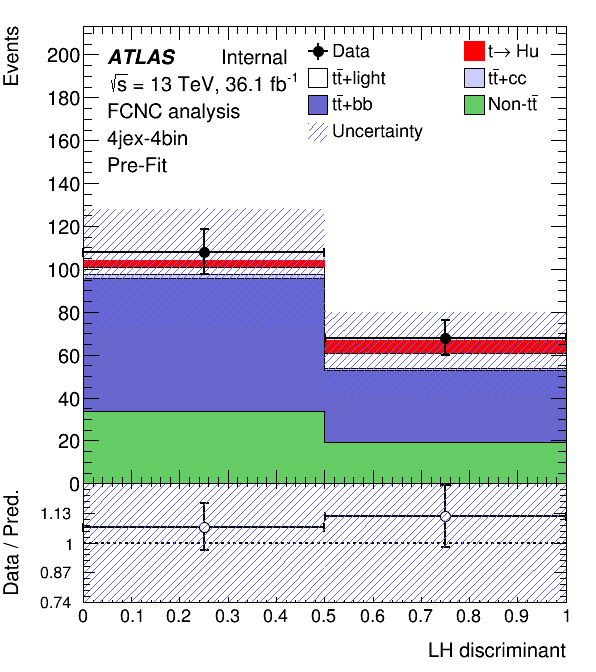 Events
ATLAS Internal
√s = 13 TeV, 36.1 fb⁻¹
FCNC analysis
4jex-4bin
Pre-Fit
Data
t→ Hu
tt̄+light
tt̄+cc
tt̄+bb
Non-tt̄
Uncertainty
200
180
160
140
120
100
80
60
40
20
0
Data / Pred.
1.13
1
0.87
0.74
0 0.1 0.2 0.3 0.4 0.5 0.6 0.7 0.8 0.9 1
LH discriminant